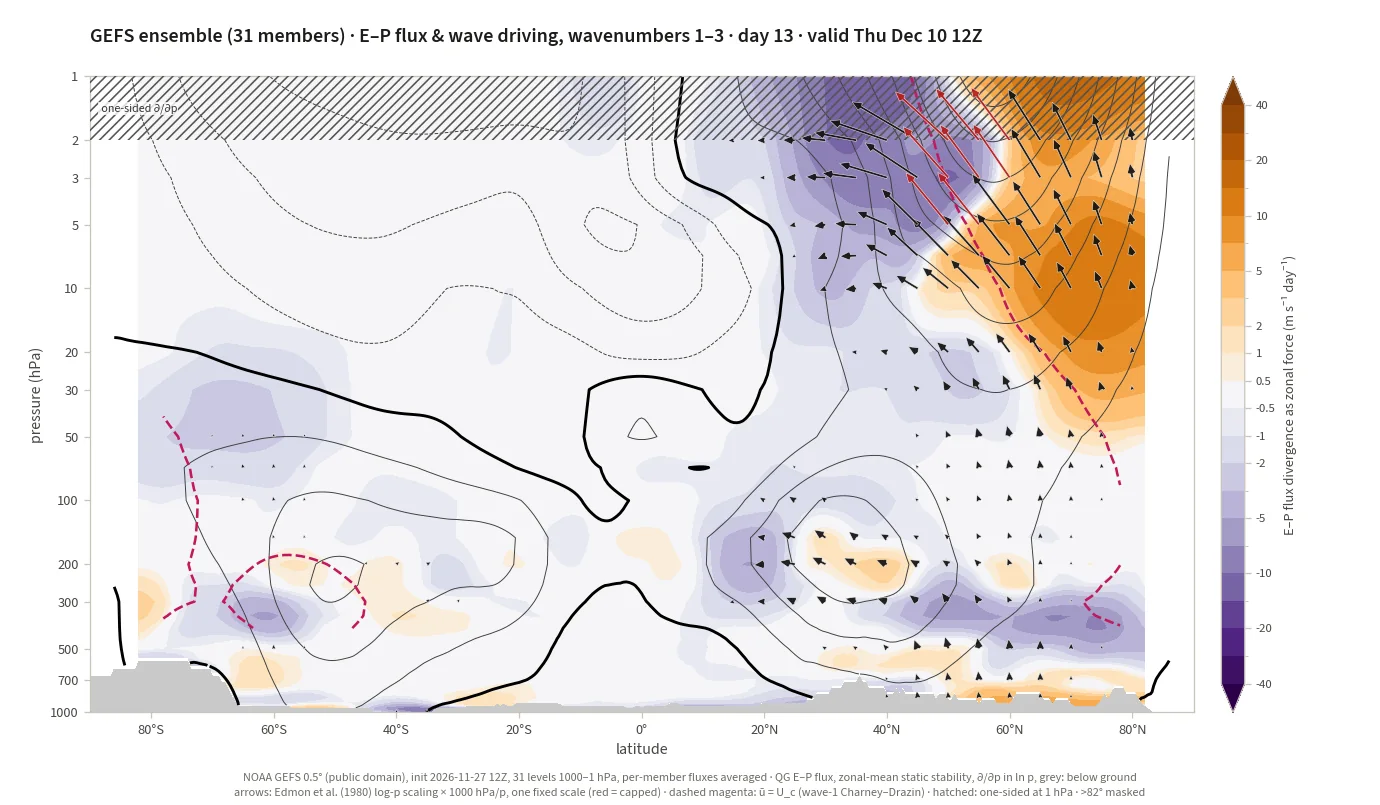 GEFS ensemble (31 members) · E–P flux & wave driving, wavenumbers 1–3 · day 13 · valid Thu Dec 10 12Z
one-sided ∂/∂p
1
2
3
5
10
20
30
50
100
200
300
500
700
1000
pressure (hPa)
80°S
60°S
40°S
20°S
0°
20°N
40°N
60°N
80°N
latitude
40
20
10
5
2
1
0.5
-0.5
-1
-2
-5
-10
-20
-40
E–P flux divergence as zonal force (m s⁻¹ day⁻¹)
NOAA GEFS 0.5° (public domain), init 2026-11-27 12Z, 31 levels 1000–1 hPa, per-member fluxes averaged · QG E–P flux, zonal-mean static stability, ∂/∂p in ln p, grey: below ground
arrows: Edmon et al. (1980) log-p scaling × 1000 hPa/p, one fixed scale (red = capped) · dashed magenta: ū = U_c (wave-1 Charney–Drazin) · hatched: one-sided at 1 hPa · >82° masked